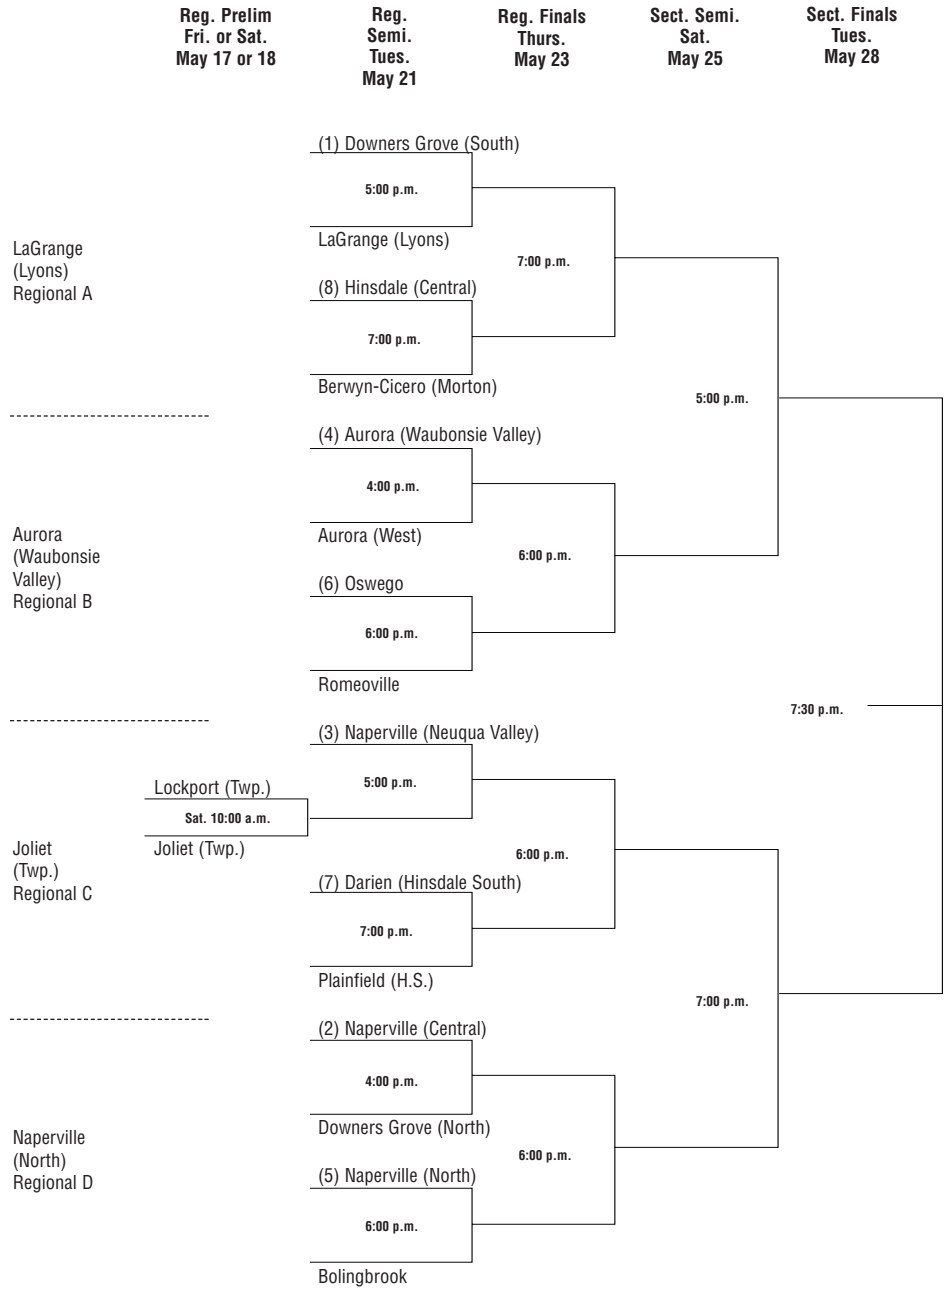 Reg. Prelim
Fri. or Sat.
May 17 or 18
Reg.
Semi.
Tues.
May 21
Reg. Finals
Thurs.
May 23
Sect. Semi.
Sat.
May 25
Sect. Finals
Tues.
May 28
LaGrange
(Lyons)
Regional A
(1) Downers Grove (South)
5:00 p.m.
LaGrange (Lyons)
7:00 p.m.
(8) Hinsdale (Central)
7:00 p.m.
Berwyn-Cicero (Morton)
5:00 p.m.
Aurora
(Waubonsie
Valley)
Regional B
(4) Aurora (Waubonsie Valley)
4:00 p.m.
Aurora (West)
6:00 p.m.
(6) Oswego
6:00 p.m.
Romeoville
7:30 p.m.
Joliet
(Twp.)
Regional C
Lockport (Twp.)
Sat. 10:00 a.m.
Joliet (Twp.)
(3) Naperville (Neuqua Valley)
5:00 p.m.
6:00 p.m.
(7) Darien (Hinsdale South)
7:00 p.m.
Plainfield (H.S.)
7:00 p.m.
Naperville
(North)
Regional D
(2) Naperville (Central)
4:00 p.m.
Downers Grove (North)
6:00 p.m.
(5) Naperville (North)
6:00 p.m.
Bolingbrook